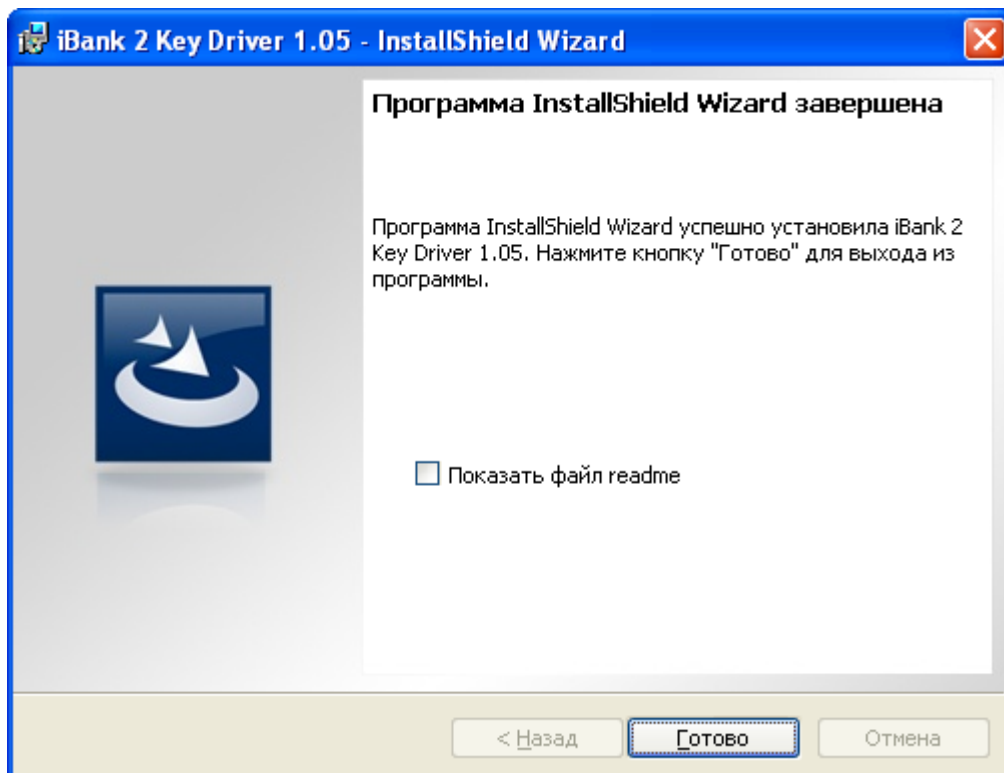 iBank 2 Key Driver 1.05 - InstallShield Wizard
Программа InstallShield Wizard завершена
Программа InstallShield Wizard успешно установила iBank 2
Key Driver 1.05. Нажмите кнопку "Готово" для выхода из
программы.
Показать файл readme
< Назад Готово Отмена